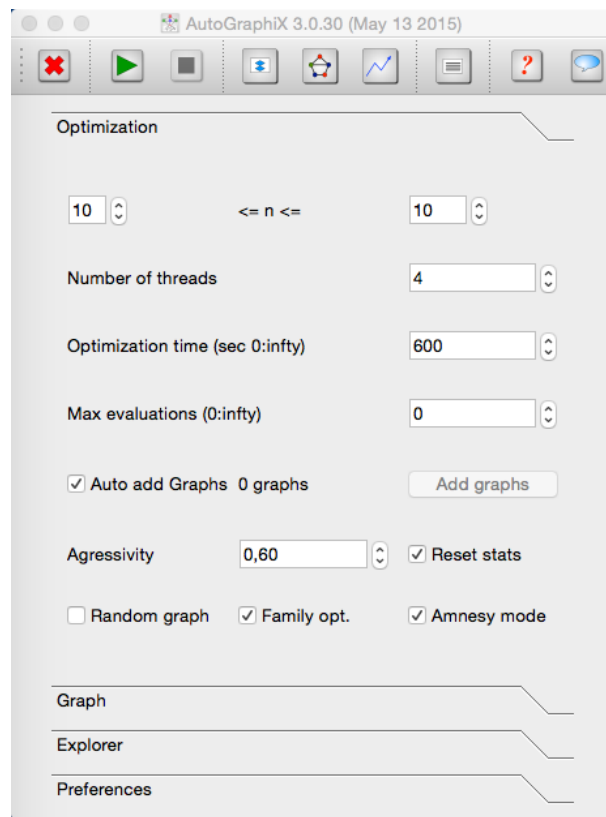 AutoGraphiX 3.0.30 (May 13 2015)
?
Optimization
10 <= n <= 10
Number of threads 4
Optimization time (sec 0:infty) 600
Max evaluations (0:infty) 0
Auto add Graphs 0 graphs Add graphs
Agressivity 0,60 Reset stats
Random graph Family opt. Amnesy mode
Graph
Explorer
Preferences